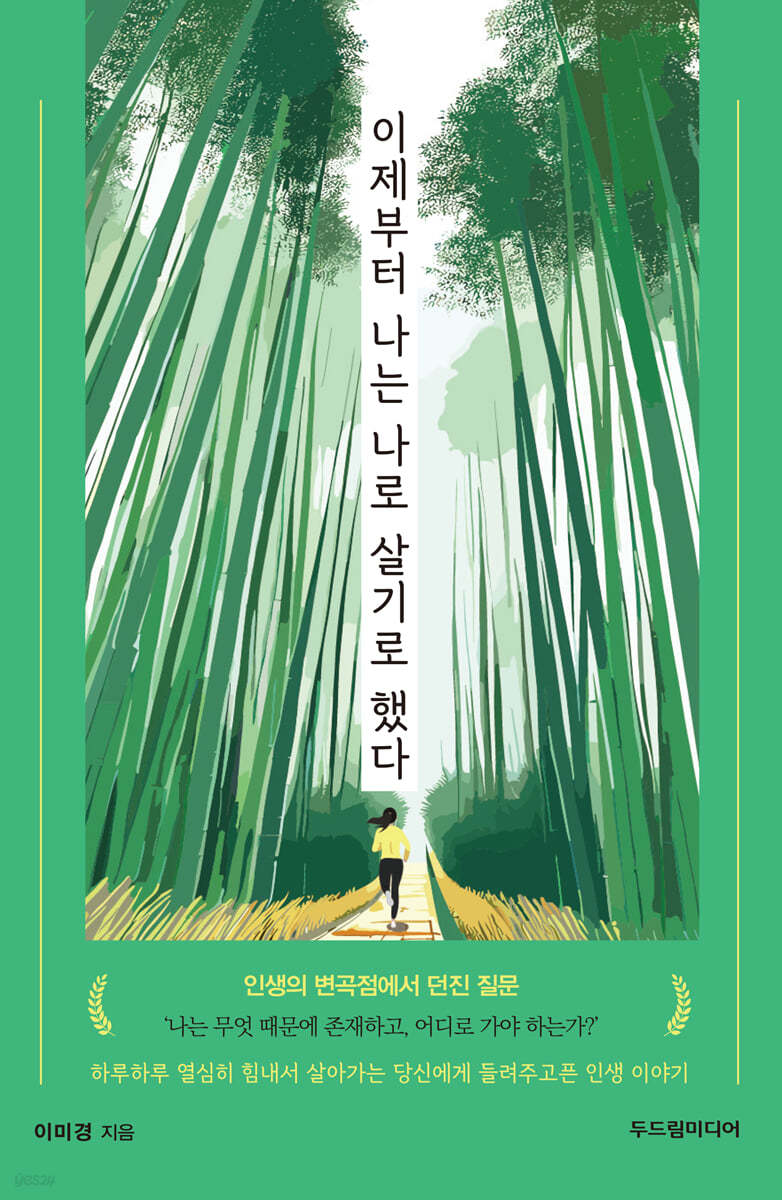 이제부터 나는 나로 살기로 했다
인생의 변곡점에서 던진 질문
‘나는 무엇 때문에 존재하고, 어디로 가야 하는가?’
하루하루 열심히 힘내서 살아가는 당신에게 들려주고픈 인생 이야기
이미경 지음
두드림미디어
yes24